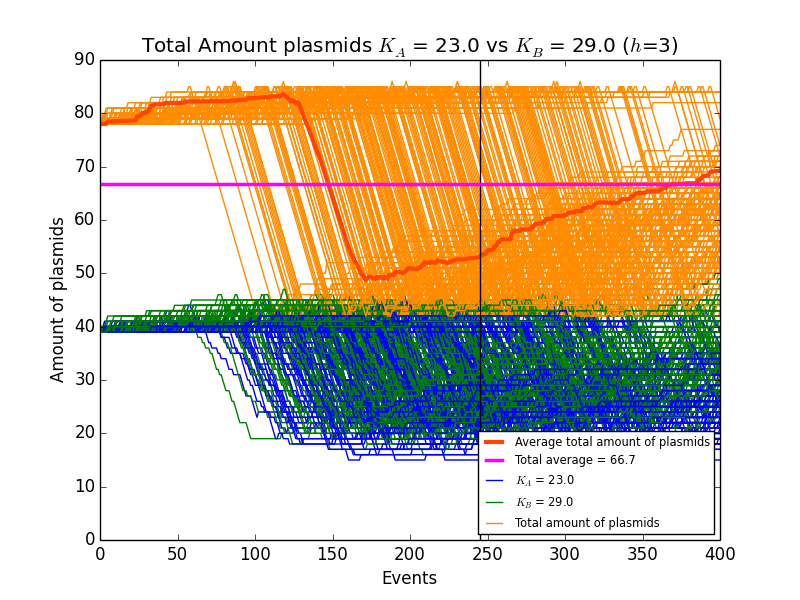 Total Amount plasmids K_A = 23.0 vs K_B = 29.0 (h=3)
Amount of plasmids
90
80
70
60
50
40
30
20
10
0
0 50 100 150 200 250 300 350 400
Events
Average total amount of plasmids
Total average = 66.7
K_A = 23.0
K_B = 29.0
Total amount of plasmids